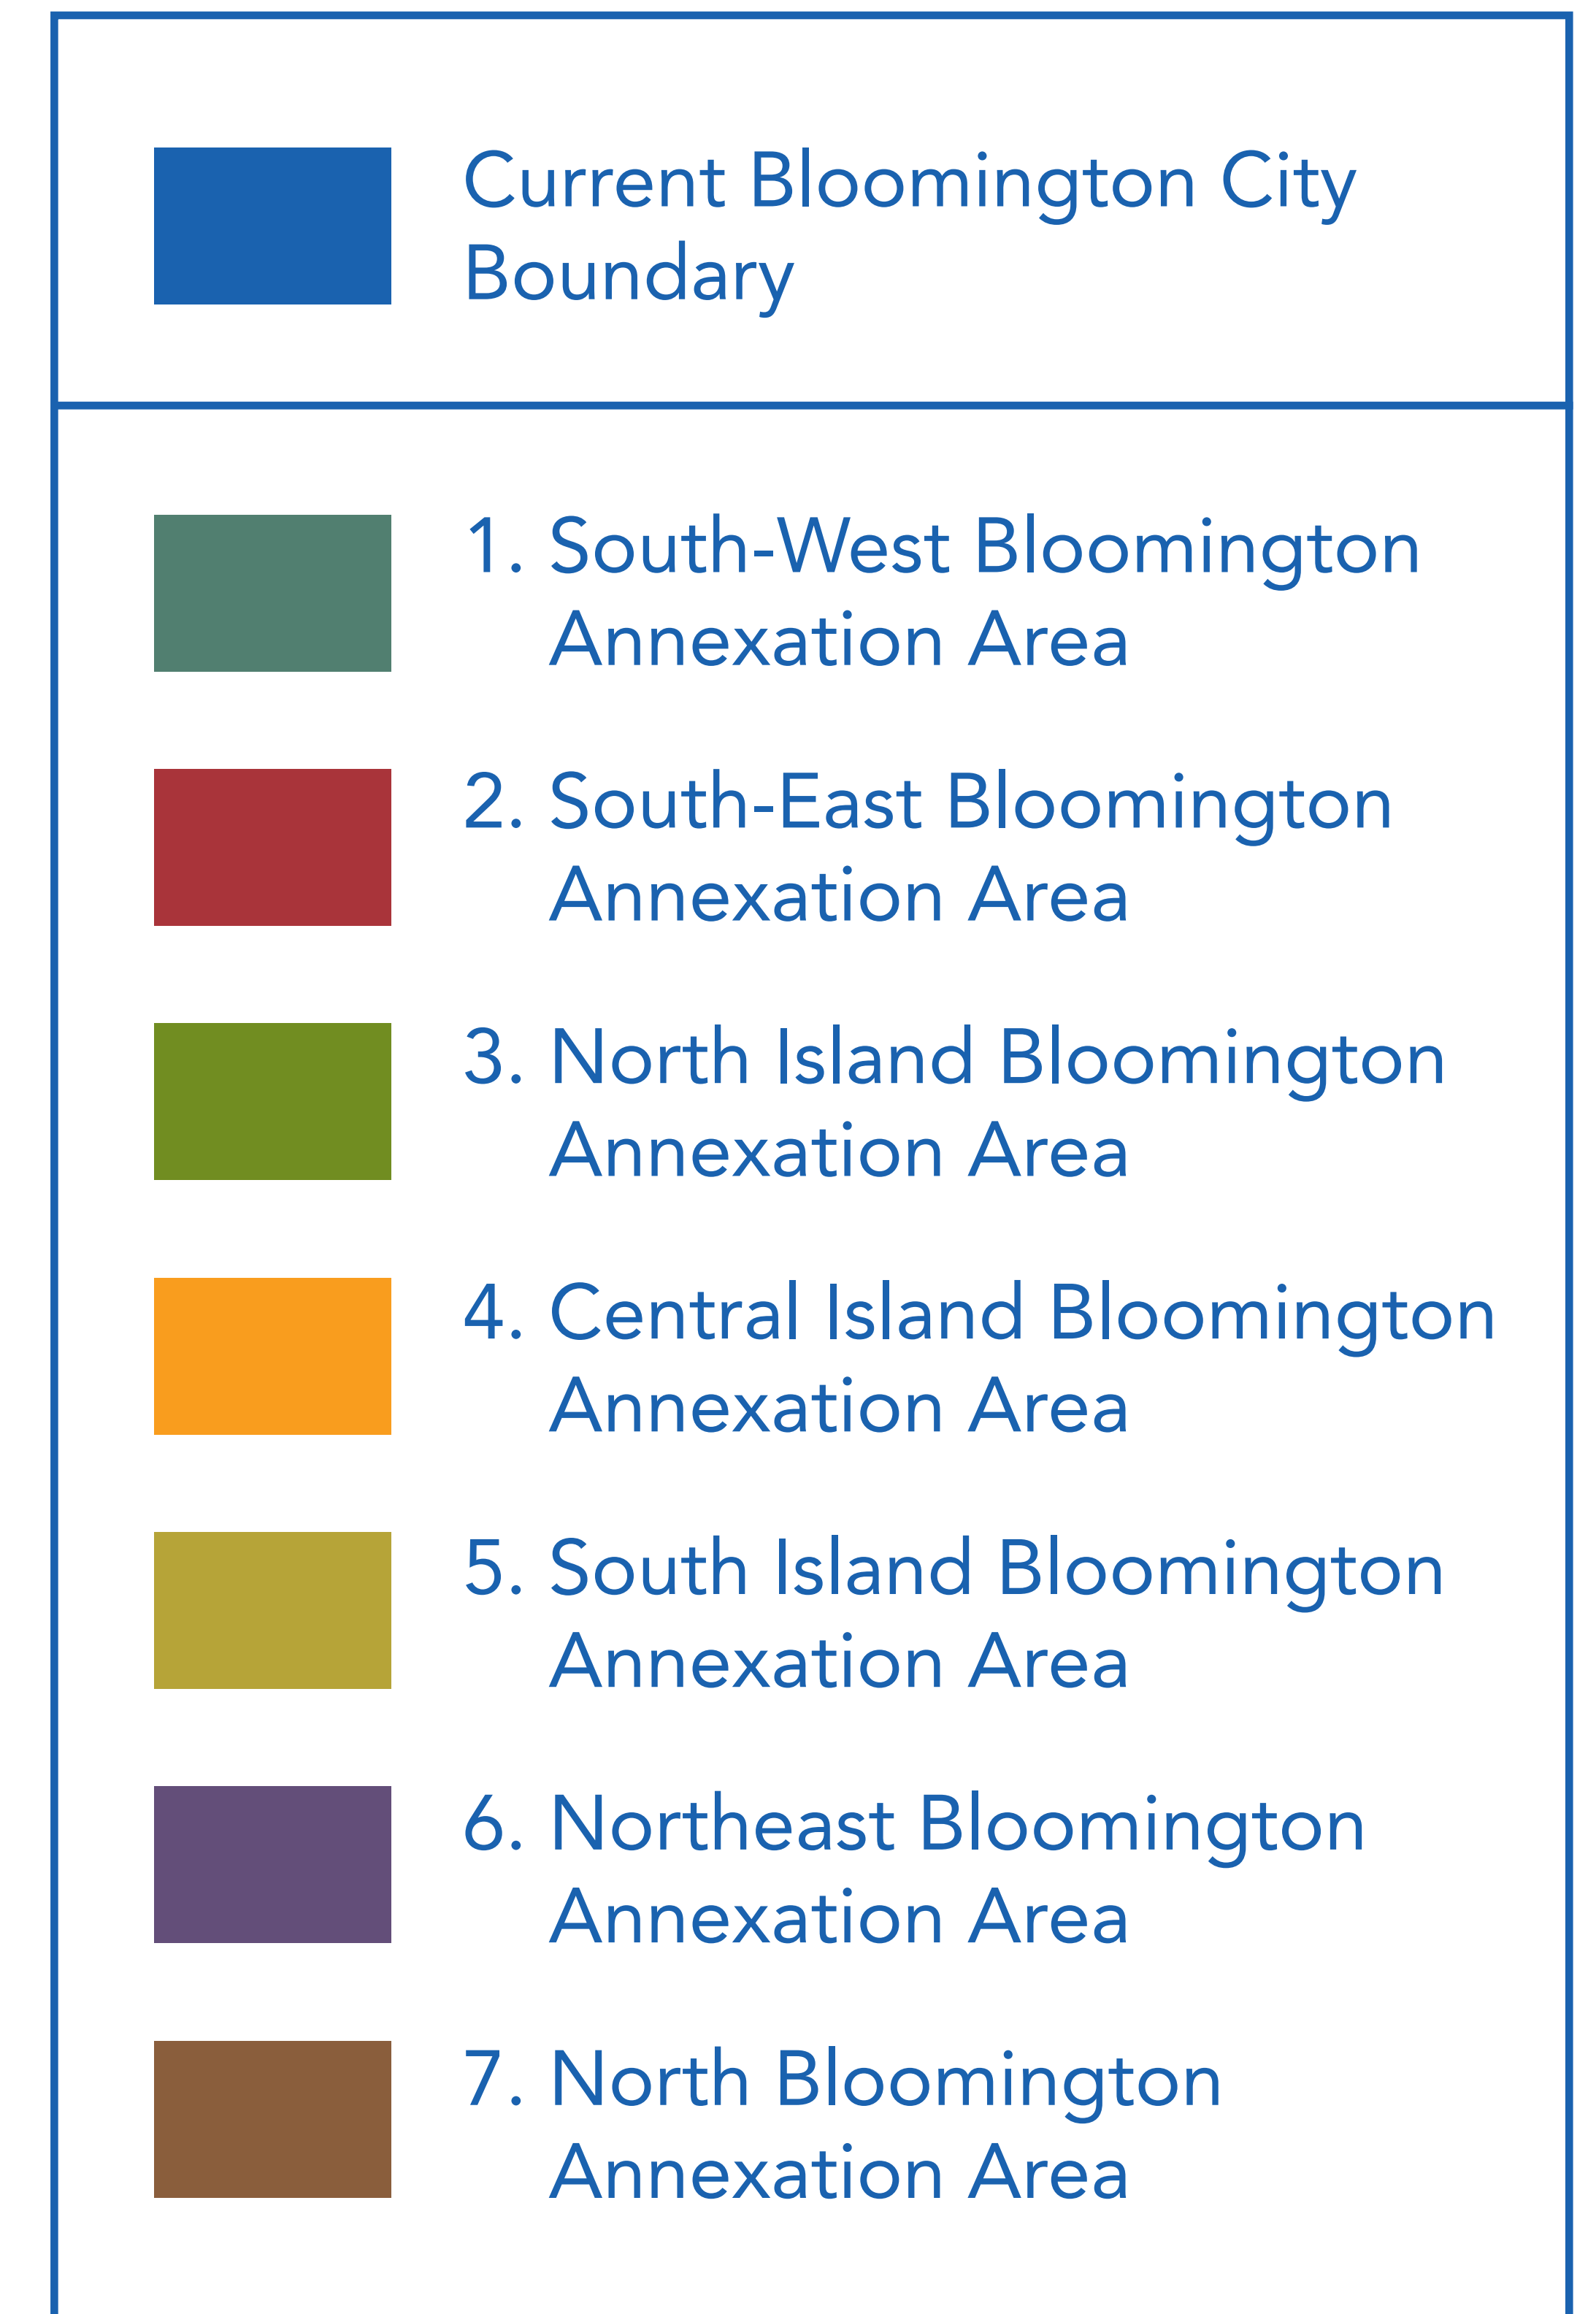 Current Bloomington City
Boundary
1. South-West Bloomington
Annexation Area
2. South-East Bloomington
Annexation Area
3. North Island Bloomington
Annexation Area
4. Central Island Bloomington
Annexation Area
5. South Island Bloomington
Annexation Area
6. Northeast Bloomington
Annexation Area
7. North Bloomington
Annexation Area